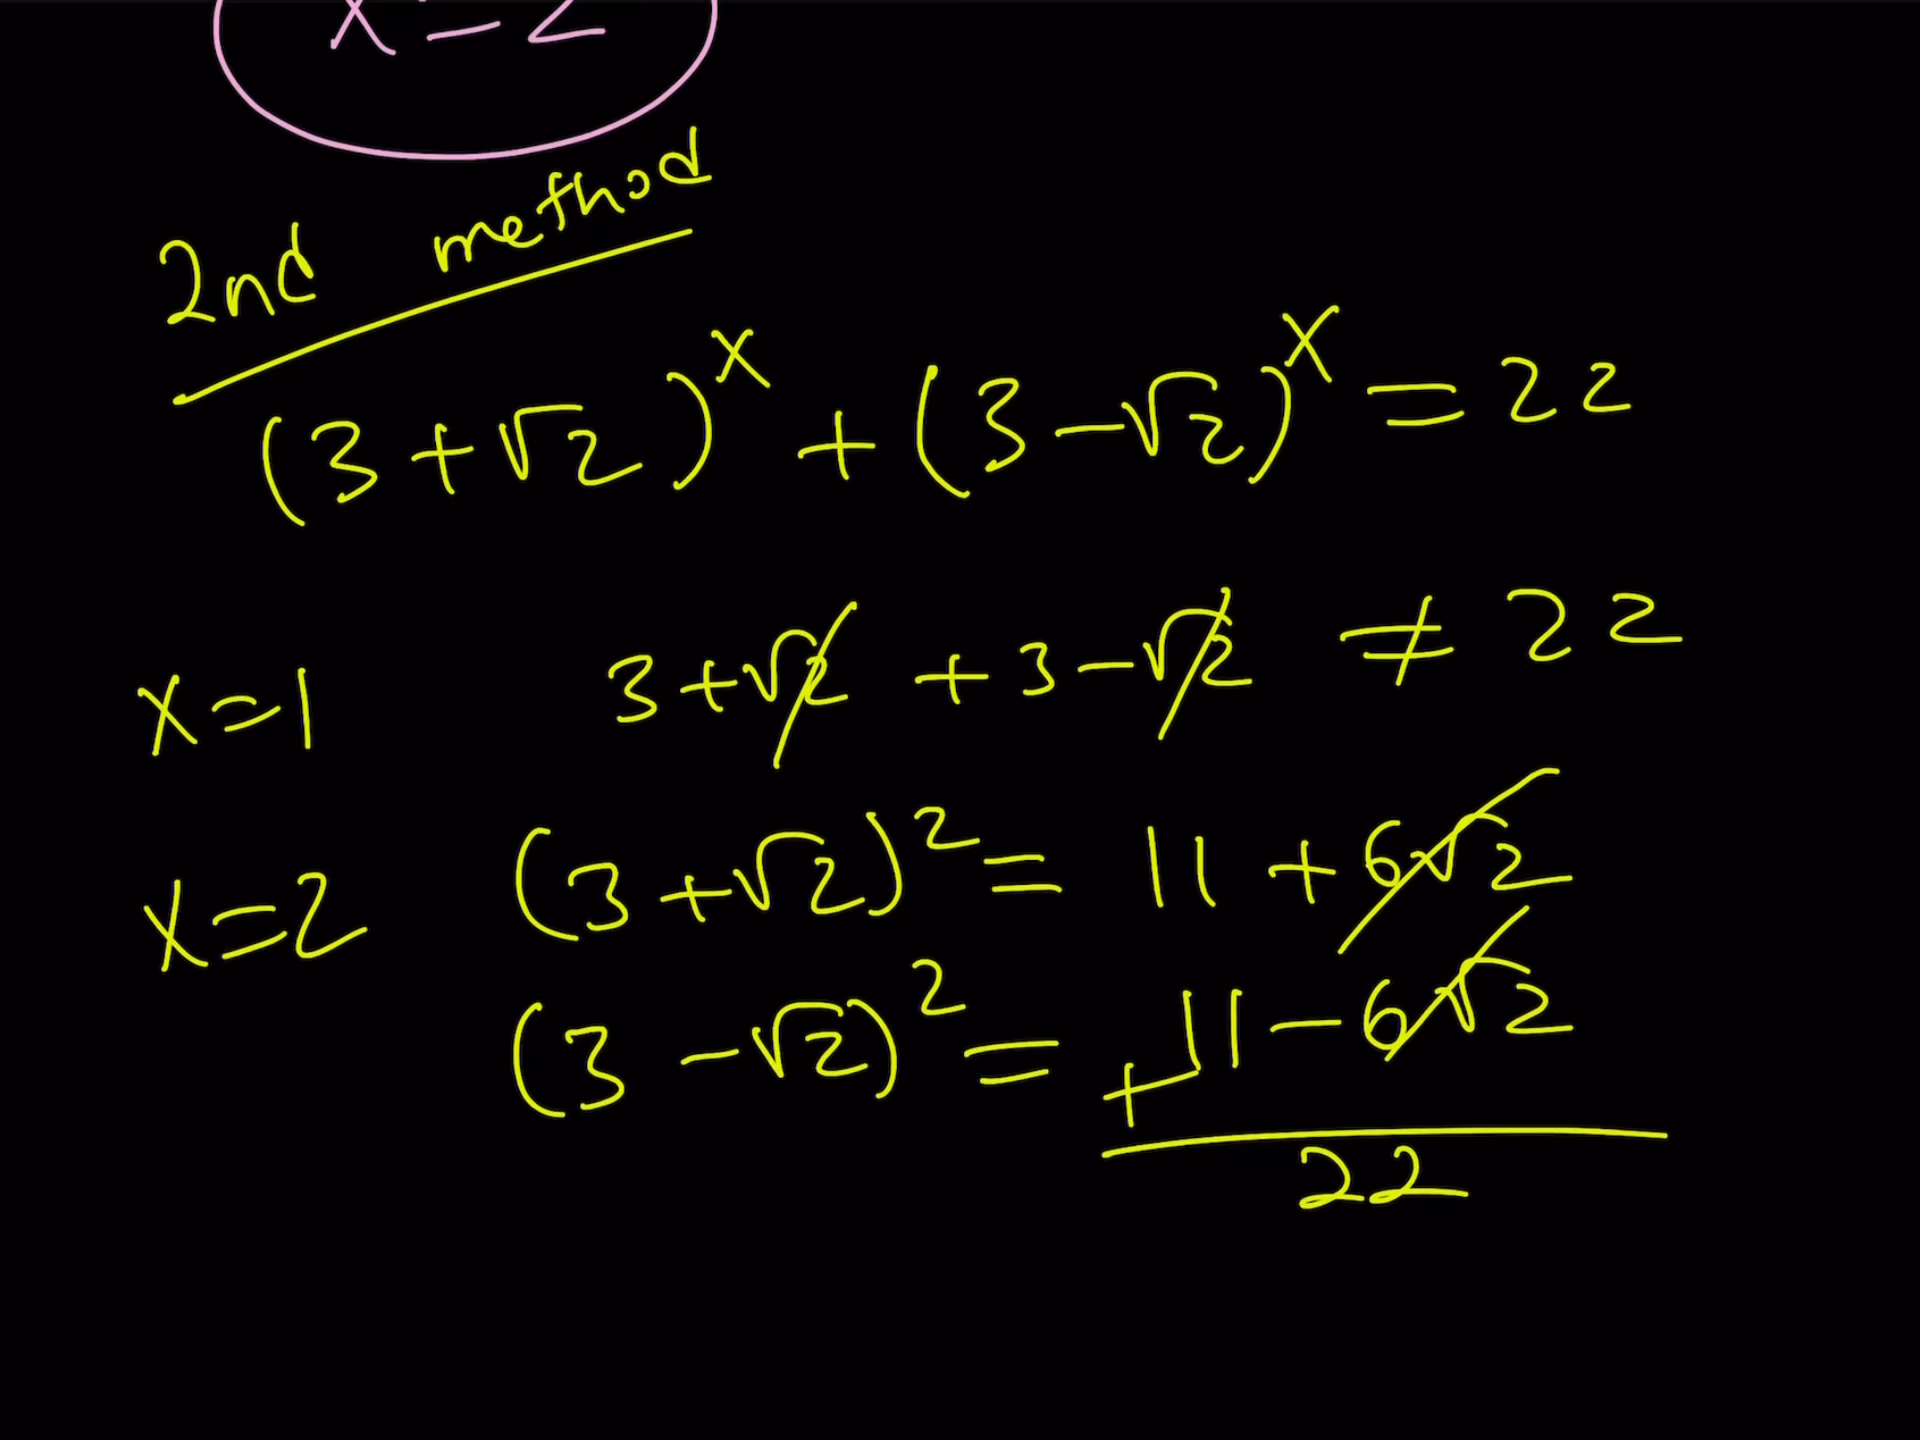 x=2
2nd method
(3+√2)^x + (3-√2)^x = 22
x=1 3+√2 +3-√2 ≠ 22
x=2 (3+√2)^2 = 11+6√2
(3-√2)^2 = 11-6√2
+
22